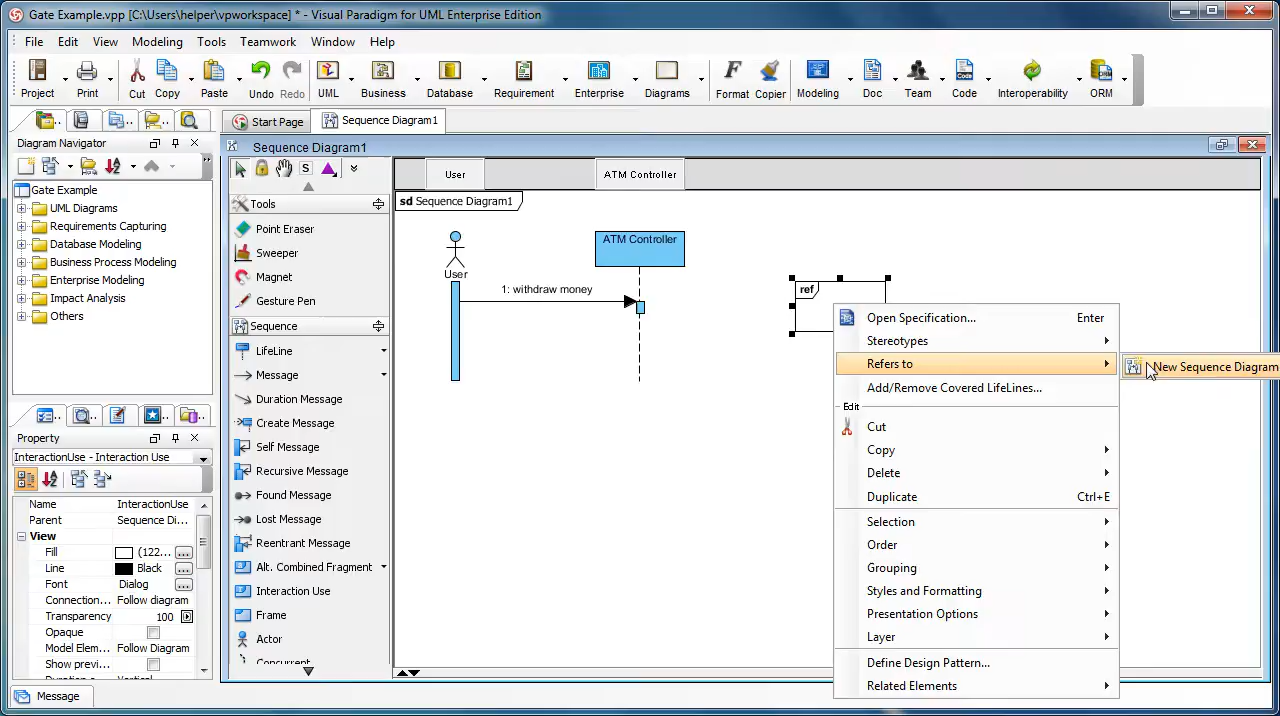 Gate Example.vpp [C:\Users\helper\vpworkspace] * - Visual Paradigm for UML Enterprise Edition
File Edit View Modeling Tools Teamwork Window Help
Project Print Cut Copy Paste Undo Redo UML Business Database Requirement Enterprise Diagrams Format Copier Modeling Doc Team Code Interoperability ORM
Start Page Sequence Diagram1
Diagram Navigator
Gate Example
UML Diagrams
Requirements Capturing
Database Modeling
Business Process Modeling
Enterprise Modeling
Impact Analysis
Others
Property
InteractionUse - Interaction Use
Name InteractionUse
Parent Sequence Di...
View
Fill (122...
Line Black
Font Dialog
Connection... Follow diagram
Transparency 100
Opaque
Model Elem... Follow Diagram
Show previ...
Message
Sequence Diagram1
S
Tools
Point Eraser
Sweeper
Magnet
Gesture Pen
Sequence
LifeLine
Message
Duration Message
Create Message
Self Message
Recursive Message
Found Message
Lost Message
Reentrant Message
Alt. Combined Fragment
Interaction Use
Frame
Actor
Concurrent
User ATM Controller
sd Sequence Diagram1
ATM Controller
User
1: withdraw money
ref
Open Specification... Enter
Stereotypes
Refers to
Add/Remove Covered LifeLines...
Edit
Cut
Copy
Delete
Duplicate Ctrl+E
Selection
Order
Grouping
Styles and Formatting
Presentation Options
Layer
Define Design Pattern...
Related Elements
New Sequence Diagram